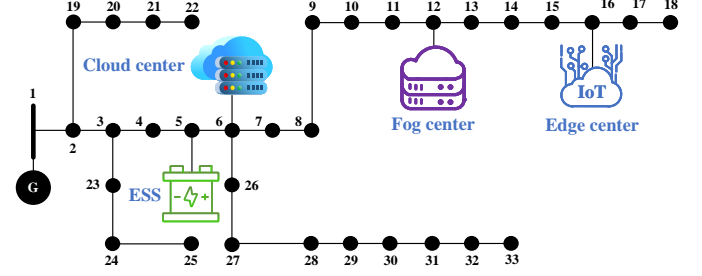 19 20 21 22
9 10 11 12 13 14 15 16 17 18
Cloud center
IoT
Fog center
Edge center
1
2 3 4 5 6 7 8
G
23
ESS
26
24 25 27 28 29 30 31 32 33